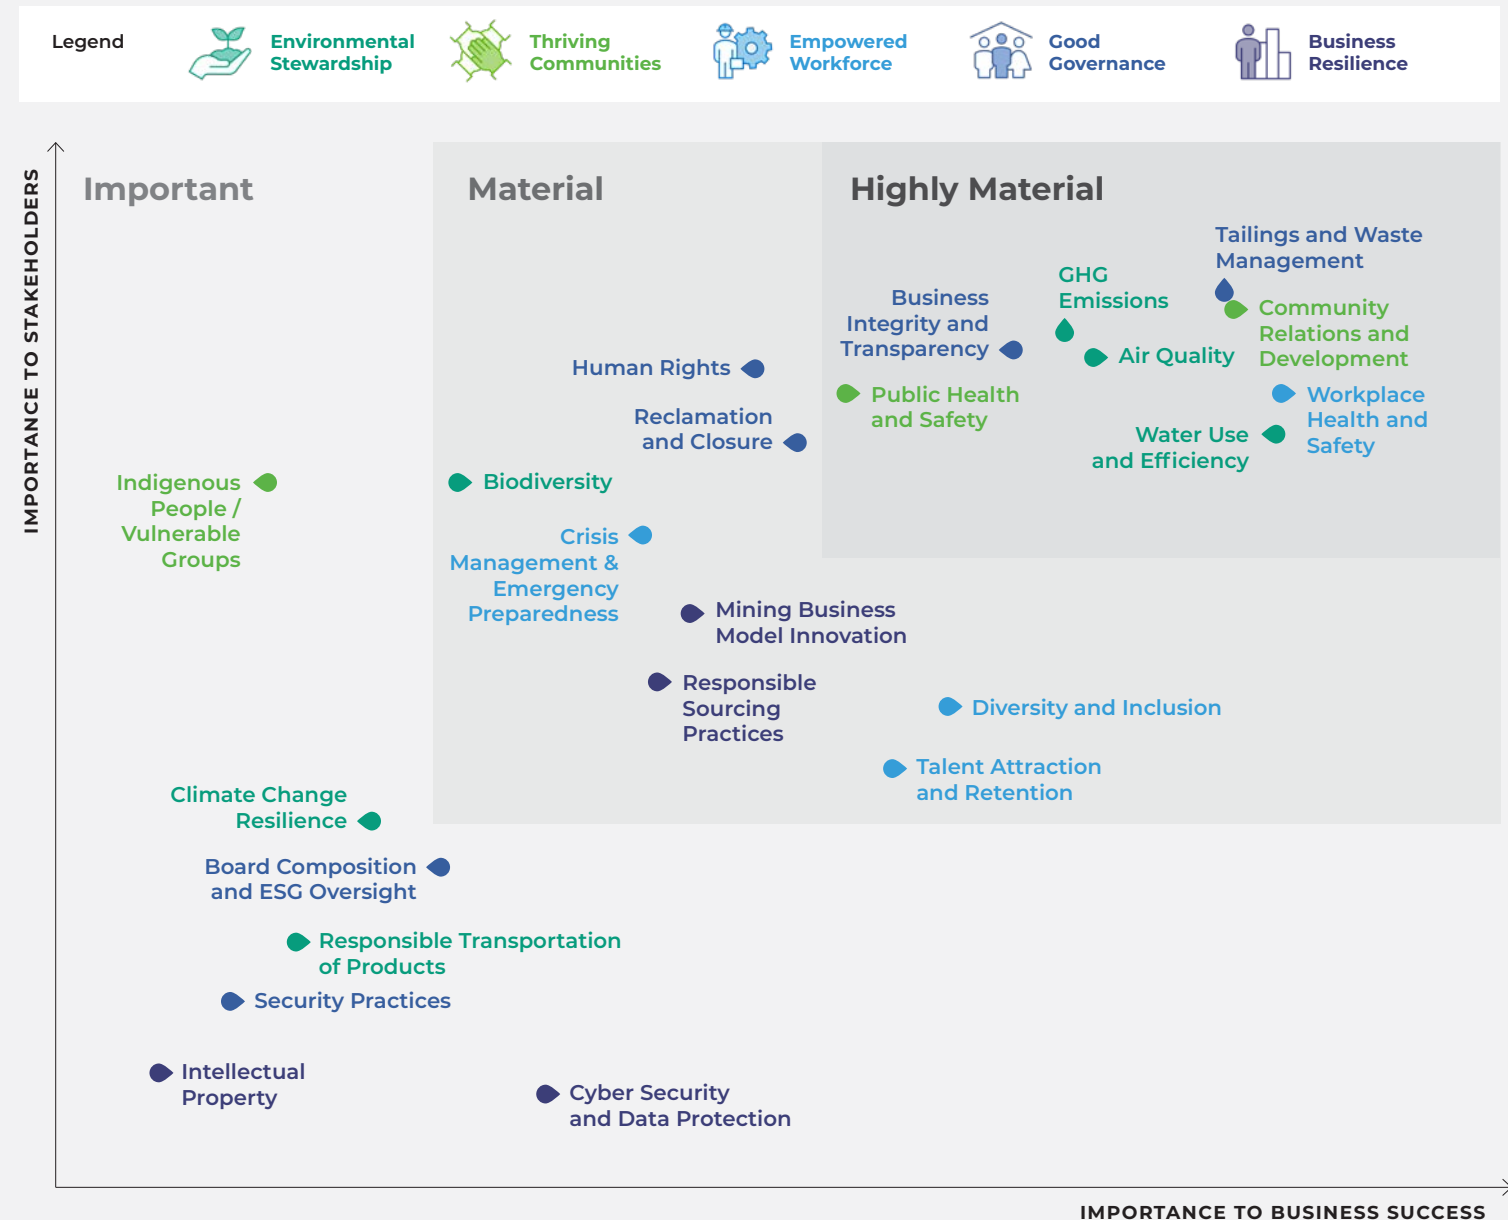 Legend
Environmental
Stewardship
Thriving
Communities
Empowered
Workforce
Good
Governance
Business
Resilience
IMPORTANCE TO STAKEHOLDERS
Important
Material
Highly Material
Tailings and Waste
Management
GHG
Emissions
Business
Integrity and
Transparency
Community
Relations and
Development
Air Quality
Human Rights
Public Health
and Safety
Workplace
Health and
Safety
Reclamation
and Closure
Water Use
and Efficiency
Indigenous
People /
Vulnerable
Groups
Biodiversity
Crisis
Management &
Emergency
Preparedness
Mining Business
Model Innovation
Responsible
Sourcing
Practices
Diversity and Inclusion
Talent Attraction
and Retention
Climate Change
Resilience
Board Composition
and ESG Oversight
Responsible Transportation
of Products
Security Practices
Intellectual
Property
Cyber Security
and Data Protection
IMPORTANCE TO BUSINESS SUCCESS